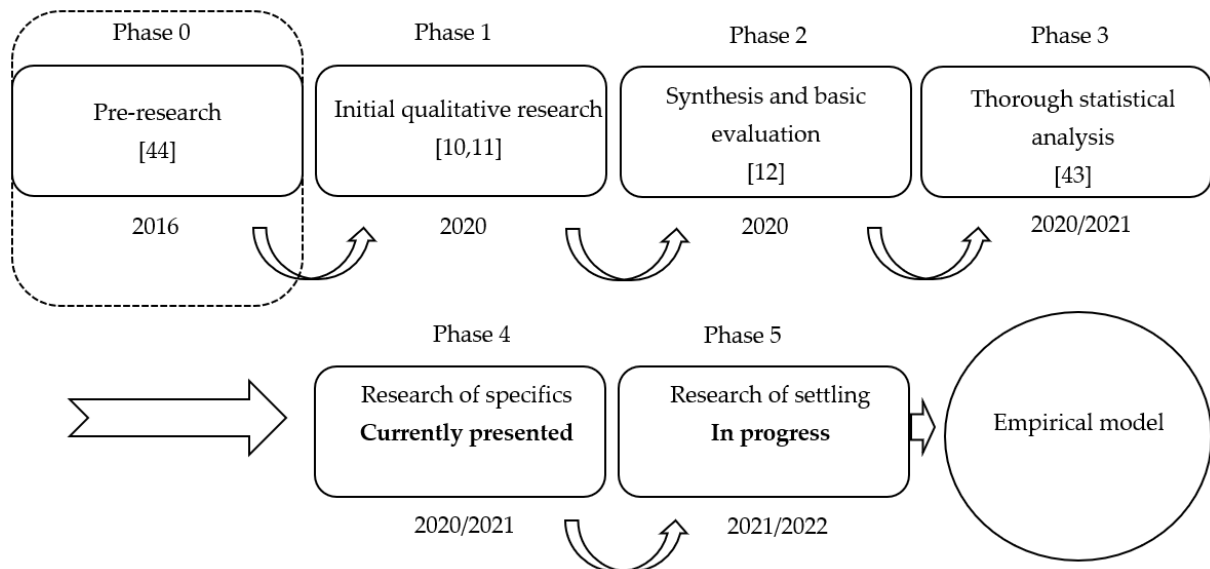 Phase 0
Phase 1
Phase 2
Phase 3
Pre-research
[44]
Initial qualitative research
[10,11]
Synthesis and basic
evaluation
[12]
Thorough statistical
analysis
[43]
2016
2020
2020
2020/2021
Phase 4
Phase 5
Research of specifics
Currently presented
Research of settling
In progress
Empirical model
2020/2021
2021/2022